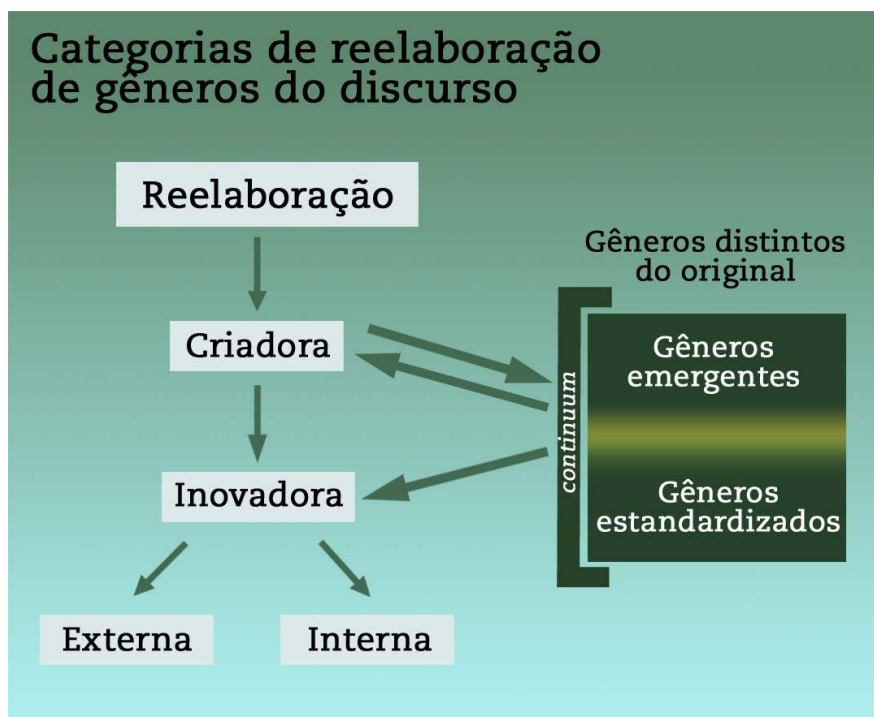 Categorias de reelaboração
de gêneros do discurso
Reelaboração
Gêneros distintos
do original
Criadora
Gêneros
emergentes
continuum
Inovadora
Gêneros
estandardizados
Externa
Interna